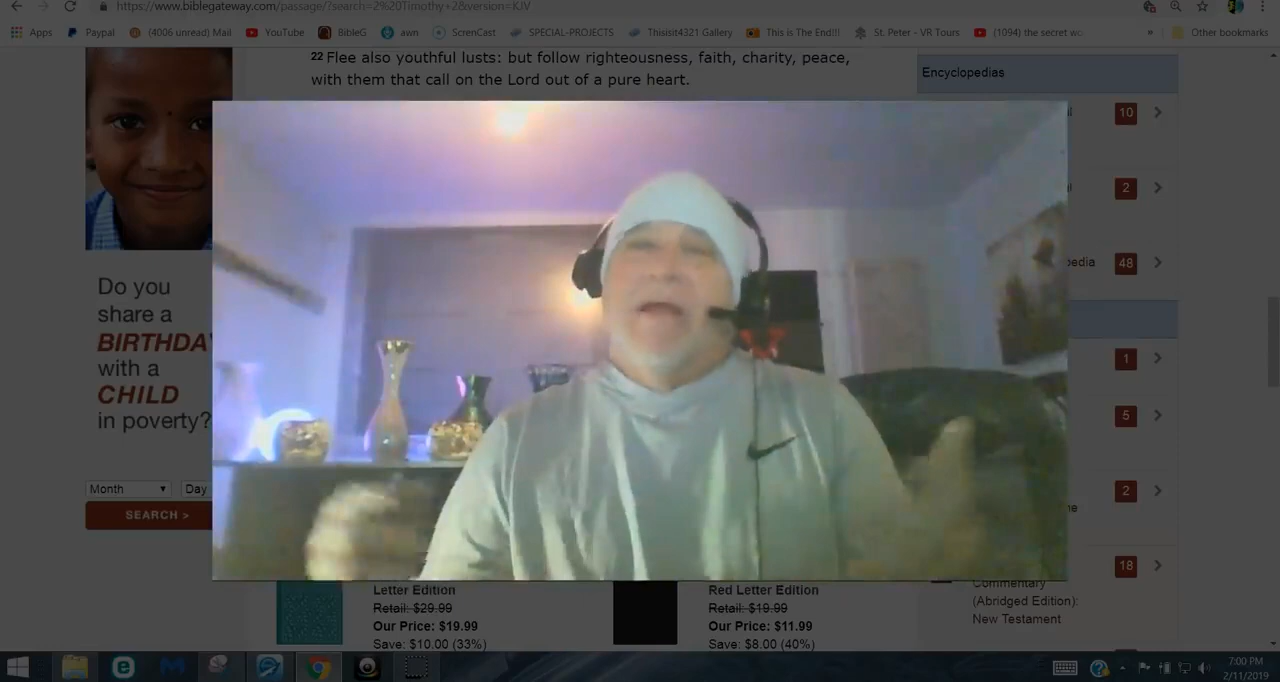 https://www.biblegateway.com/passage/?search=2%20Timothy+2&version=KJV
Apps Paypal (4006 unread) Mail YouTube BibleG awn ScrenCast SPECIAL-PROJECTS Thisisit4321 Gallery This is The End!!! St. Peter - VR Tours (1094) the secret wo » Other bookmarks
22 Flee also youthful lusts: but follow righteousness, faith, charity, peace,
with them that call on the Lord out of a pure heart.
Encyclopedias
10
2
48
1
5
2
18
Do you
share a
BIRTHDA
with a
CHILD
in poverty?
Month
Day
SEARCH >
Letter Edition
Retail: $29.99
Our Price: $19.99
Save: $10.00 (33%)
Red Letter Edition
Retail: $19.99
Our Price: $11.99
Save: $8.00 (40%)
Commentary
(Abridged Edition):
New Testament
7:00 PM
2/11/2019